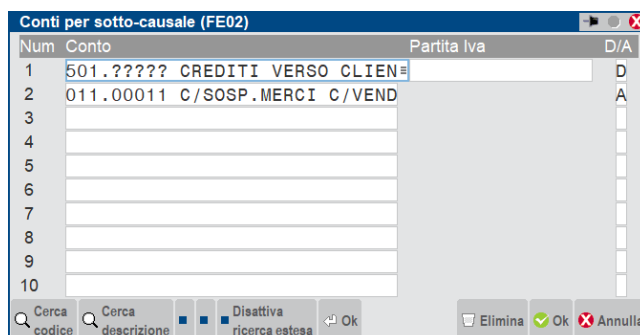 Conti per sotto-causale (FE02)
Num Conto Partita Iva D/A
1 501.????? CREDITI VERSO CLIEN D
2 011.00011 C/SOSP.MERCI C/VEND A
3
4
5
6
7
8
9
10
Cerca codice Cerca descrizione Disattiva ricerca estesa Ok Elimina Ok Annulla